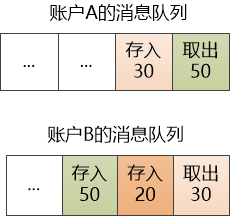 账户A的消息队列
... ... 存入 取出
30 50
账户B的消息队列
... 存入 存入 取出
50 20 30